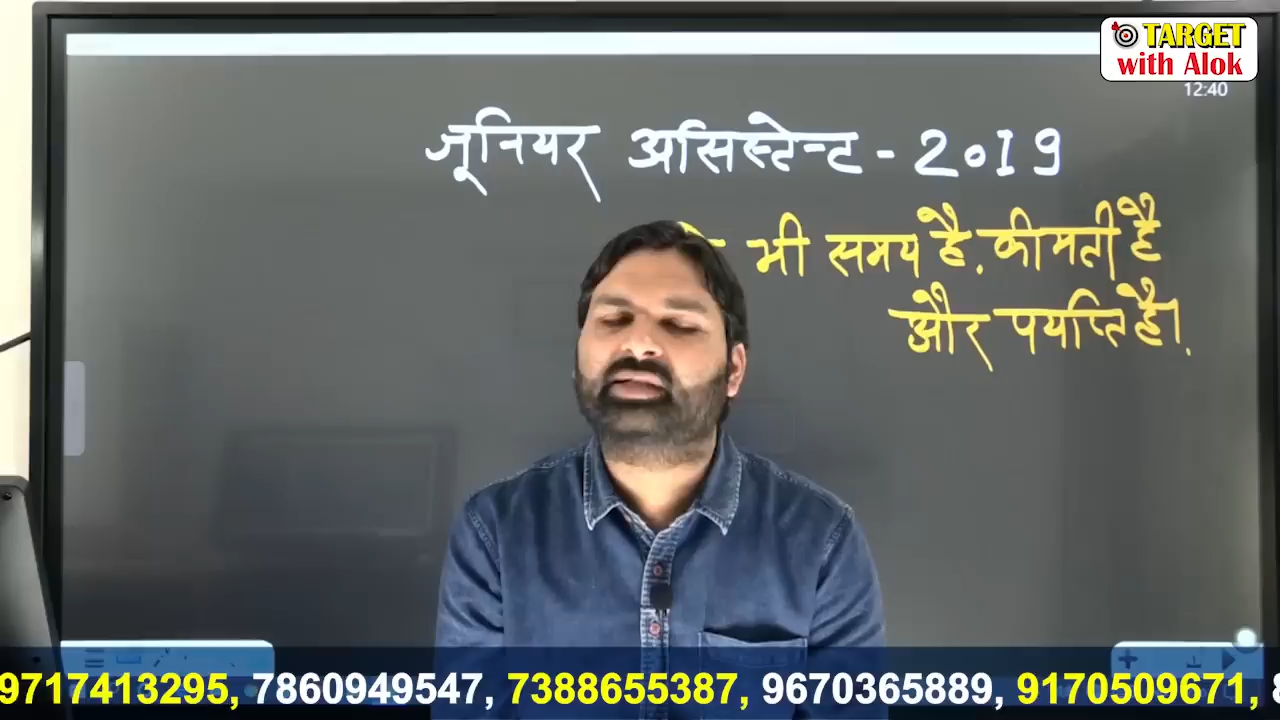 TARGET
with Alok
12:40
जूनियर असिस्टेन्ट - 2019
भी समय है. कीमती है
और पर्याप्त है।.
9717413295, 7860949547, 7388655387, 9670365889, 9170509671,